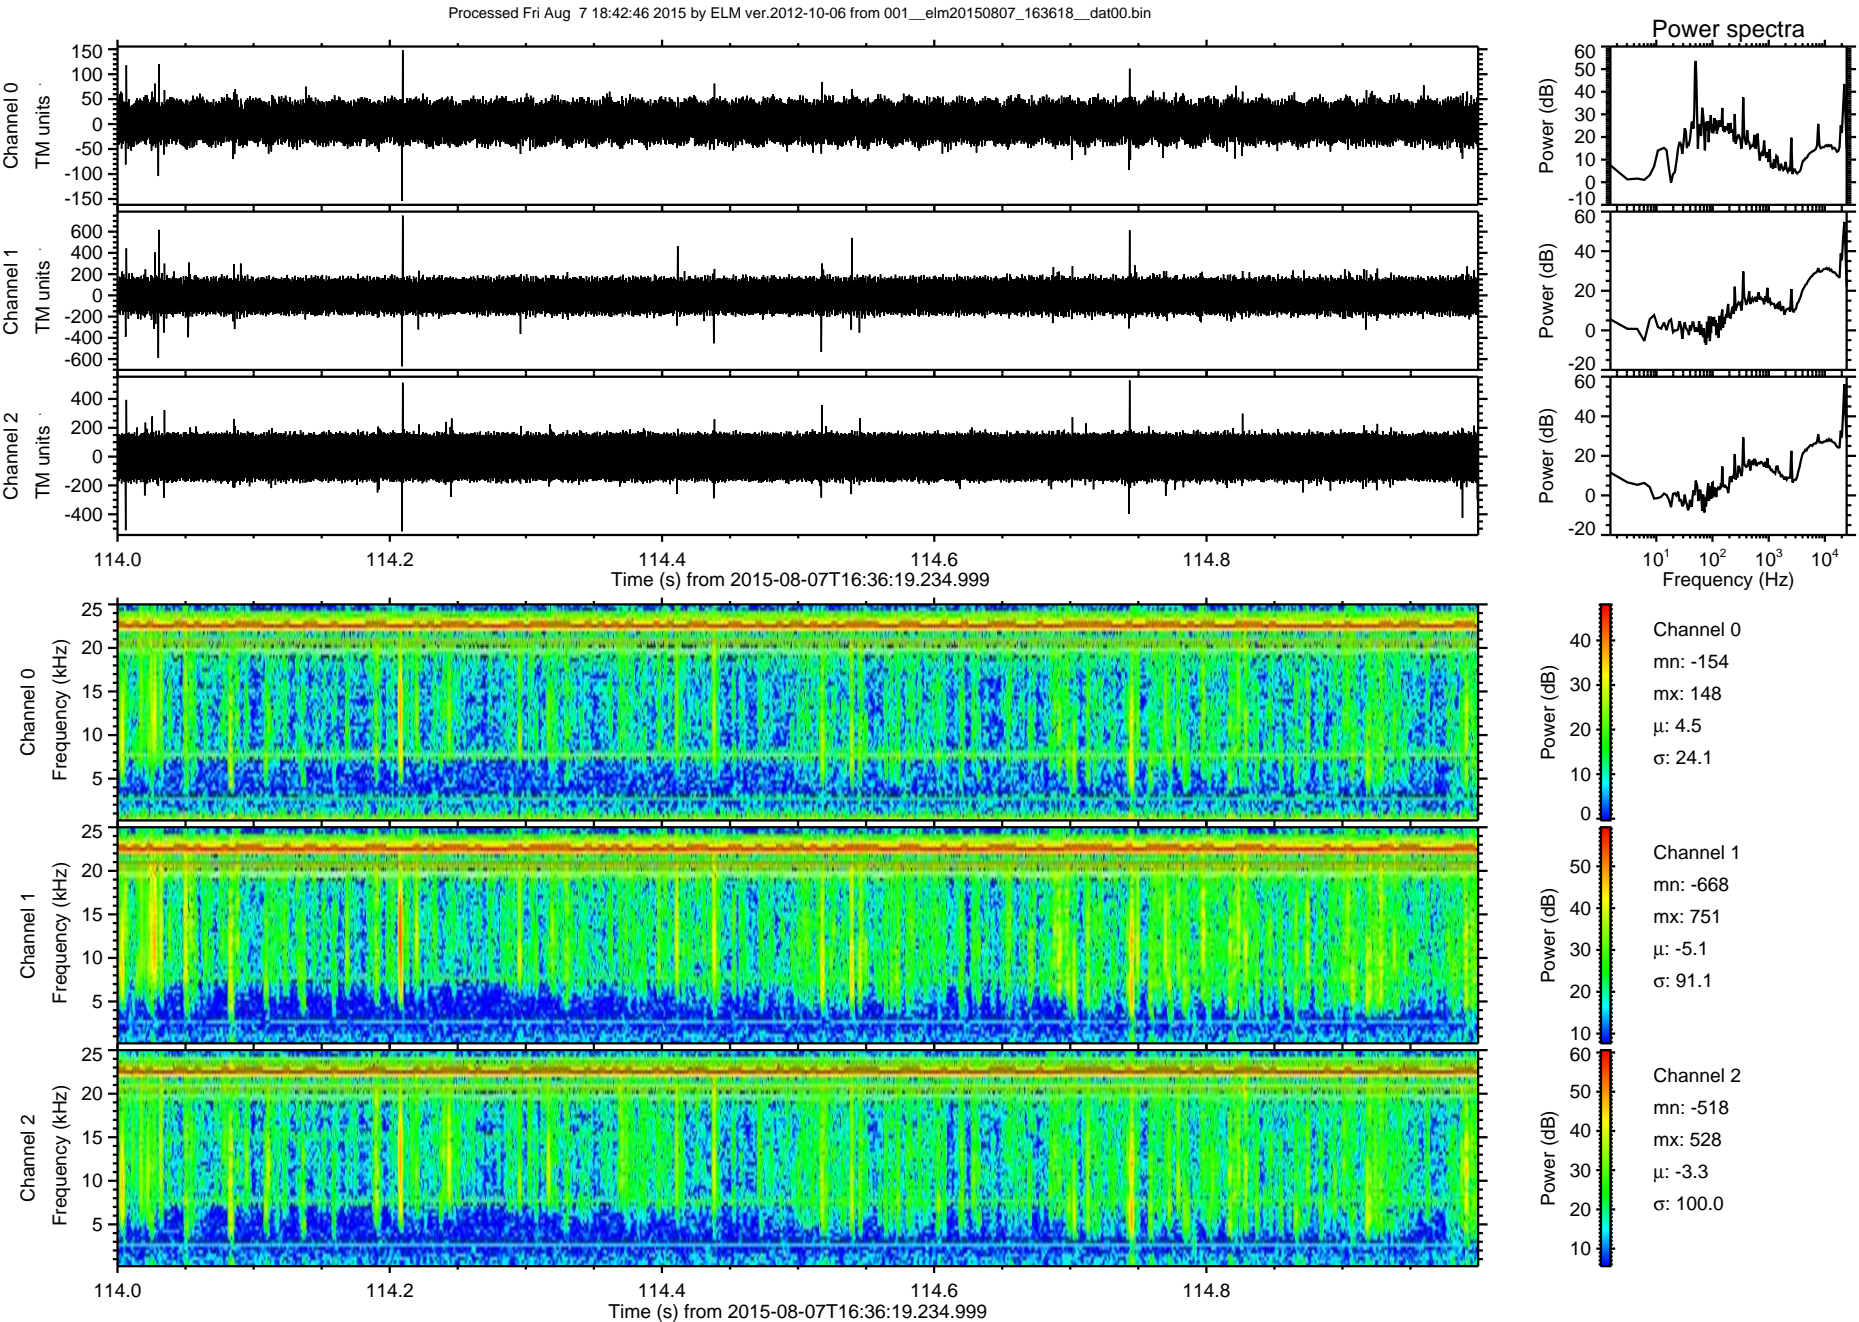 Processed Fri Aug  7 18:42:46 2015 by ELM ver.2012-10-06 from 001__elm20150807_163618__dat00.bin
Power spectra
Channel 0
TM units
150
100
50
0
-50
-100
-150
Power (dB)
60
50
40
30
20
10
0
-10
Channel 1
TM units
600
400
200
0
-200
-400
-600
Power (dB)
60
40
20
0
-20
Channel 2
TM units
400
200
0
-200
-400
Power (dB)
60
40
20
0
-20
114.0 114.2 114.4 114.6 114.8
Time (s) from 2015-08-07T16:36:19.234.999
10^1 10^2 10^3 10^4
Frequency (Hz)
Channel 0
Frequency (kHz)
25
20
15
10
5
Power (dB)
40
30
20
10
0
Channel 0
mn: -154
mx: 148
μ: 4.5
σ: 24.1
Channel 1
Frequency (kHz)
25
20
15
10
5
Power (dB)
50
40
30
20
10
Channel 1
mn: -668
mx: 751
μ: -5.1
σ: 91.1
Channel 2
Frequency (kHz)
25
20
15
10
5
Power (dB)
60
50
40
30
20
10
Channel 2
mn: -518
mx: 528
μ: -3.3
σ: 100.0
114.0 114.2 114.4 114.6 114.8
Time (s) from 2015-08-07T16:36:19.234.999